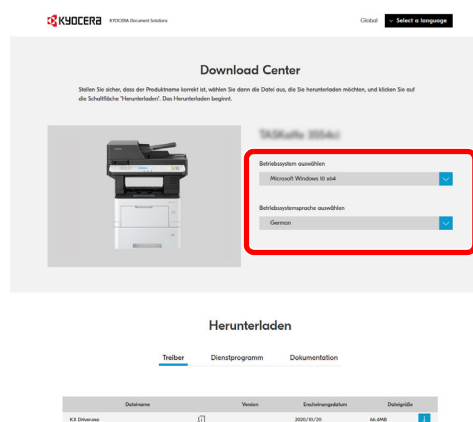 KYOCERA KYOCERA Document Solutions Global Select a language
Download Center
Stellen Sie sicher, dass der Produktname korrekt ist, wählen Sie dann die Datei aus, die Sie herunterladen möchten, und klicken Sie auf
die Schaltfläche "Herunterladen". Das Herunterladen beginnt.
Betriebssystem auswählen
Microsoft Windows 10 x64
Betriebssystemsprache auswählen
German
Herunterladen
Treiber Dienstprogramm Dokumentation
Dateiname Version Erscheinungsdatum Dateigröße
KX Driver.exe 2020/10/20 66.4MB